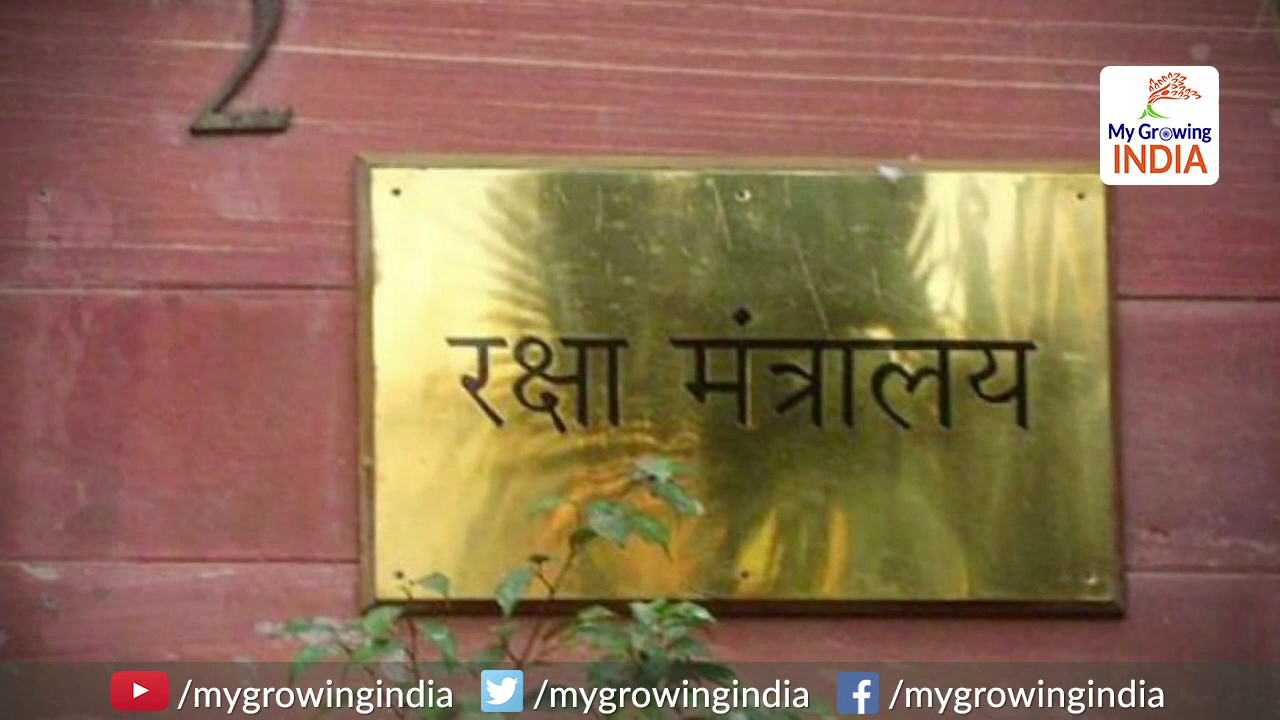 2
My Growing
INDIA
रक्षा मंत्रालय
/mygrowingindia /mygrowingindia /mygrowingindia